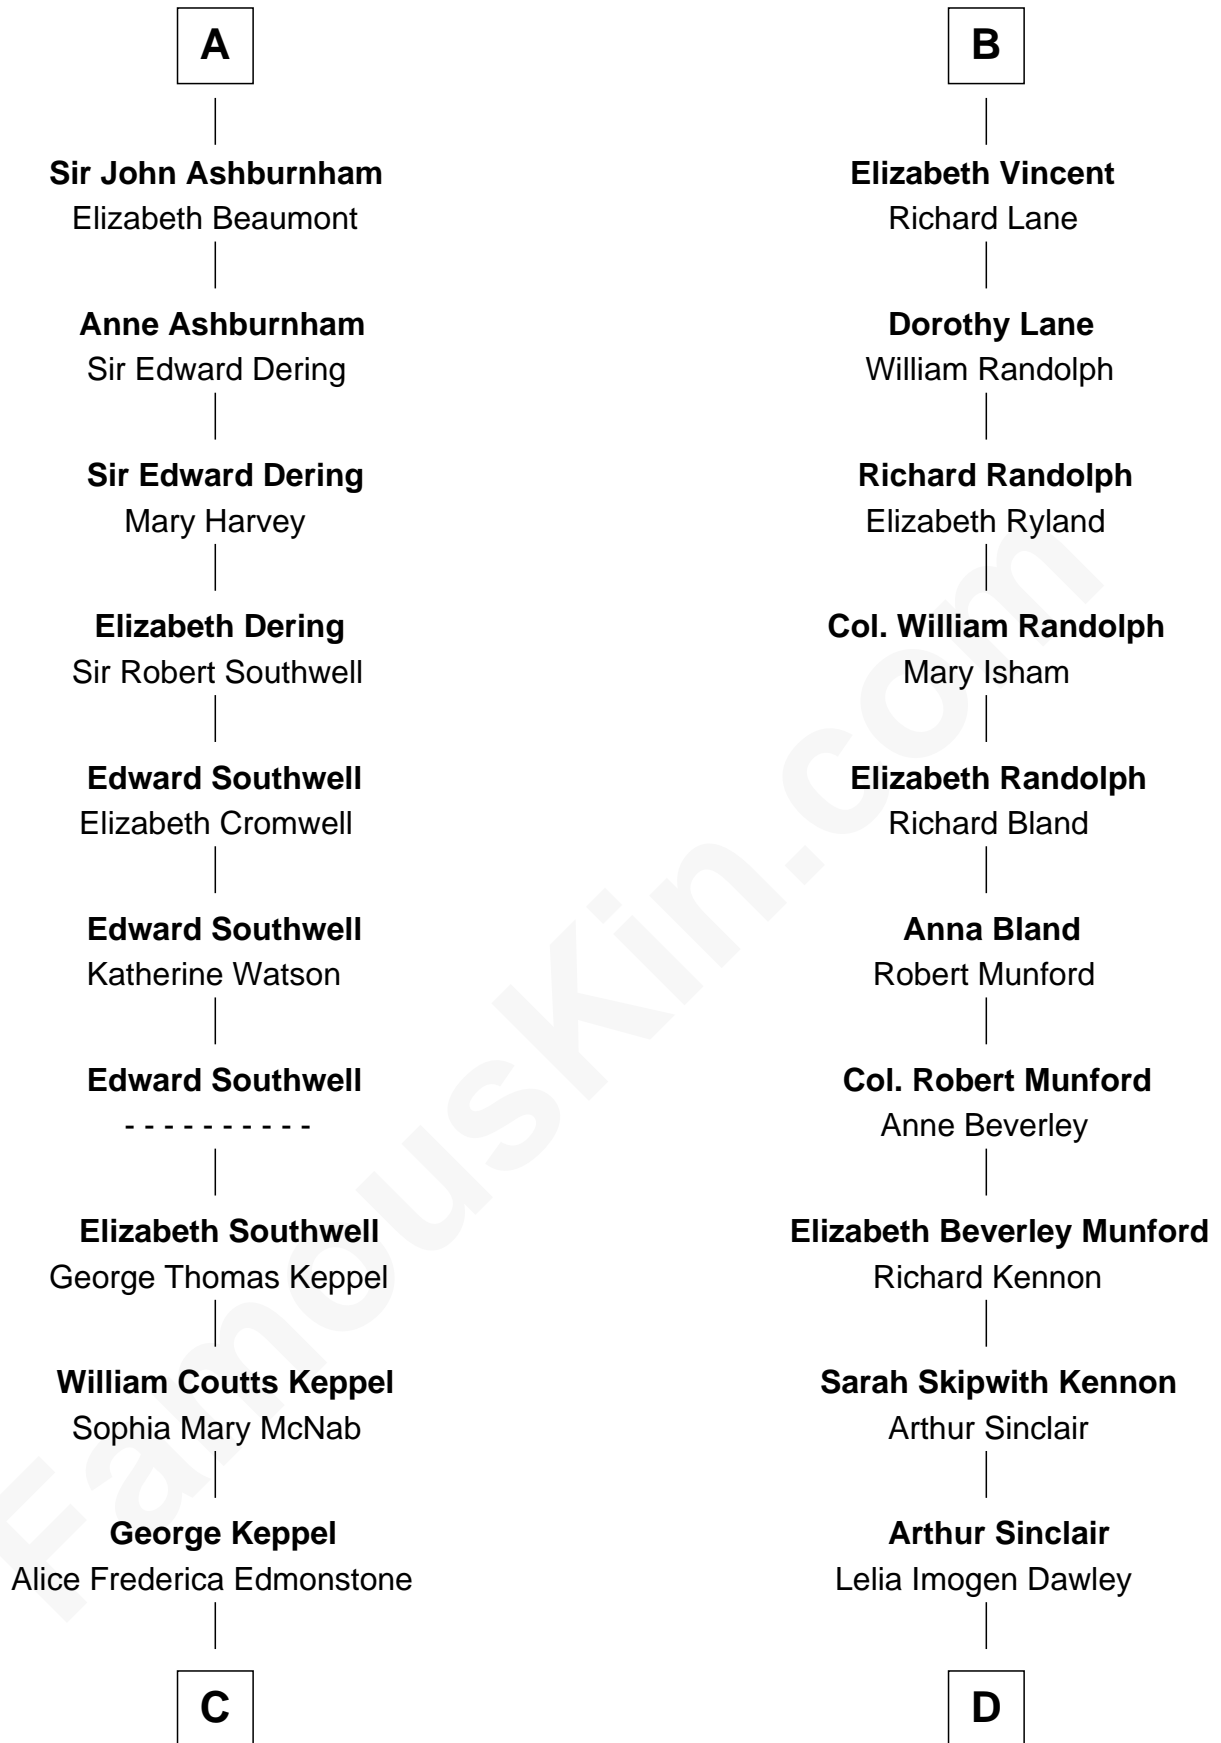 A
Sir John Ashburnham
Elizabeth Beaumont
Anne Ashburnham
Sir Edward Dering
Sir Edward Dering
Mary Harvey
Elizabeth Dering
Sir Robert Southwell
Edward Southwell
Elizabeth Cromwell
Edward Southwell
Katherine Watson
Edward Southwell
- - - - - - - - - -
Elizabeth Southwell
George Thomas Keppel
William Coutts Keppel
Sophia Mary McNab
George Keppel
Alice Frederica Edmonstone
C
B
Elizabeth Vincent
Richard Lane
Dorothy Lane
William Randolph
Richard Randolph
Elizabeth Ryland
Col. William Randolph
Mary Isham
Elizabeth Randolph
Richard Bland
Anna Bland
Robert Munford
Col. Robert Munford
Anne Beverley
Elizabeth Beverley Munford
Richard Kennon
Sarah Skipwith Kennon
Arthur Sinclair
Arthur Sinclair
Lelia Imogen Dawley
D
FamousKin.com